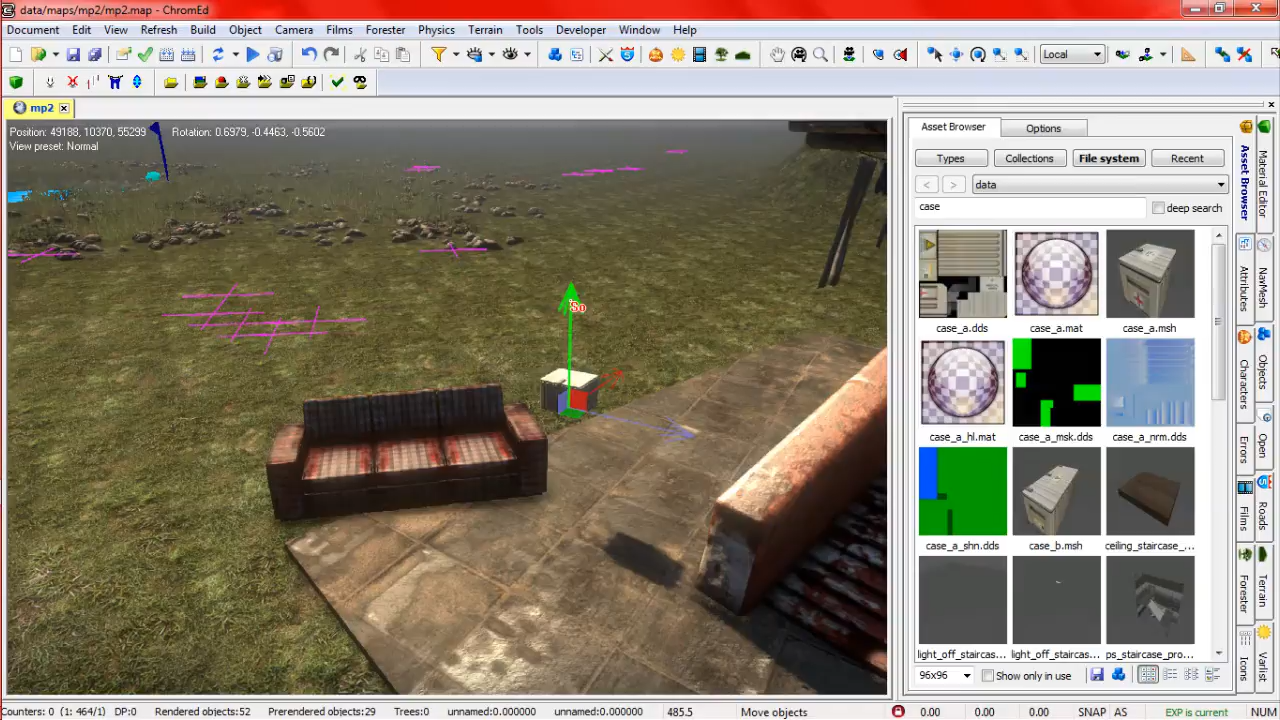 data/maps/mp2/mp2.map - ChromEd
Document Edit View Refresh Build Object Camera Films Forester Physics Terrain Tools Developer Window Help
Local
mp2
Position: 49188, 10370, 55299 Rotation: 0.6979, -0.4463, -0.5602
View preset: Normal
Asset Browser Options
Types Collections File system Recent
< > data
case deep search
case_a.dds case_a.mat case_a.msh
case_a_hl.mat case_a_msk.dds case_a_nrm.dds
case_a_shn.dds case_b.msh ceiling_staircase_...
light_off_staircas... light_off_staircas... ps_staircase_pro...
96x96 Show only in use
Asset Browser
Attributes
Characters
Errors
Films
Forester
Icons
Material Editor
NavMesh
Objects
Open
Roads
Terrain
Varlist
Counters: 0 (1: 464/1) DP:0 Rendered objects:52 Prerendered objects:29 Trees:0 unnamed:0.000000 unnamed:0.000000 485.5 Move objects 0.00 0.00 0.00 SNAP AS EXP is current NUM